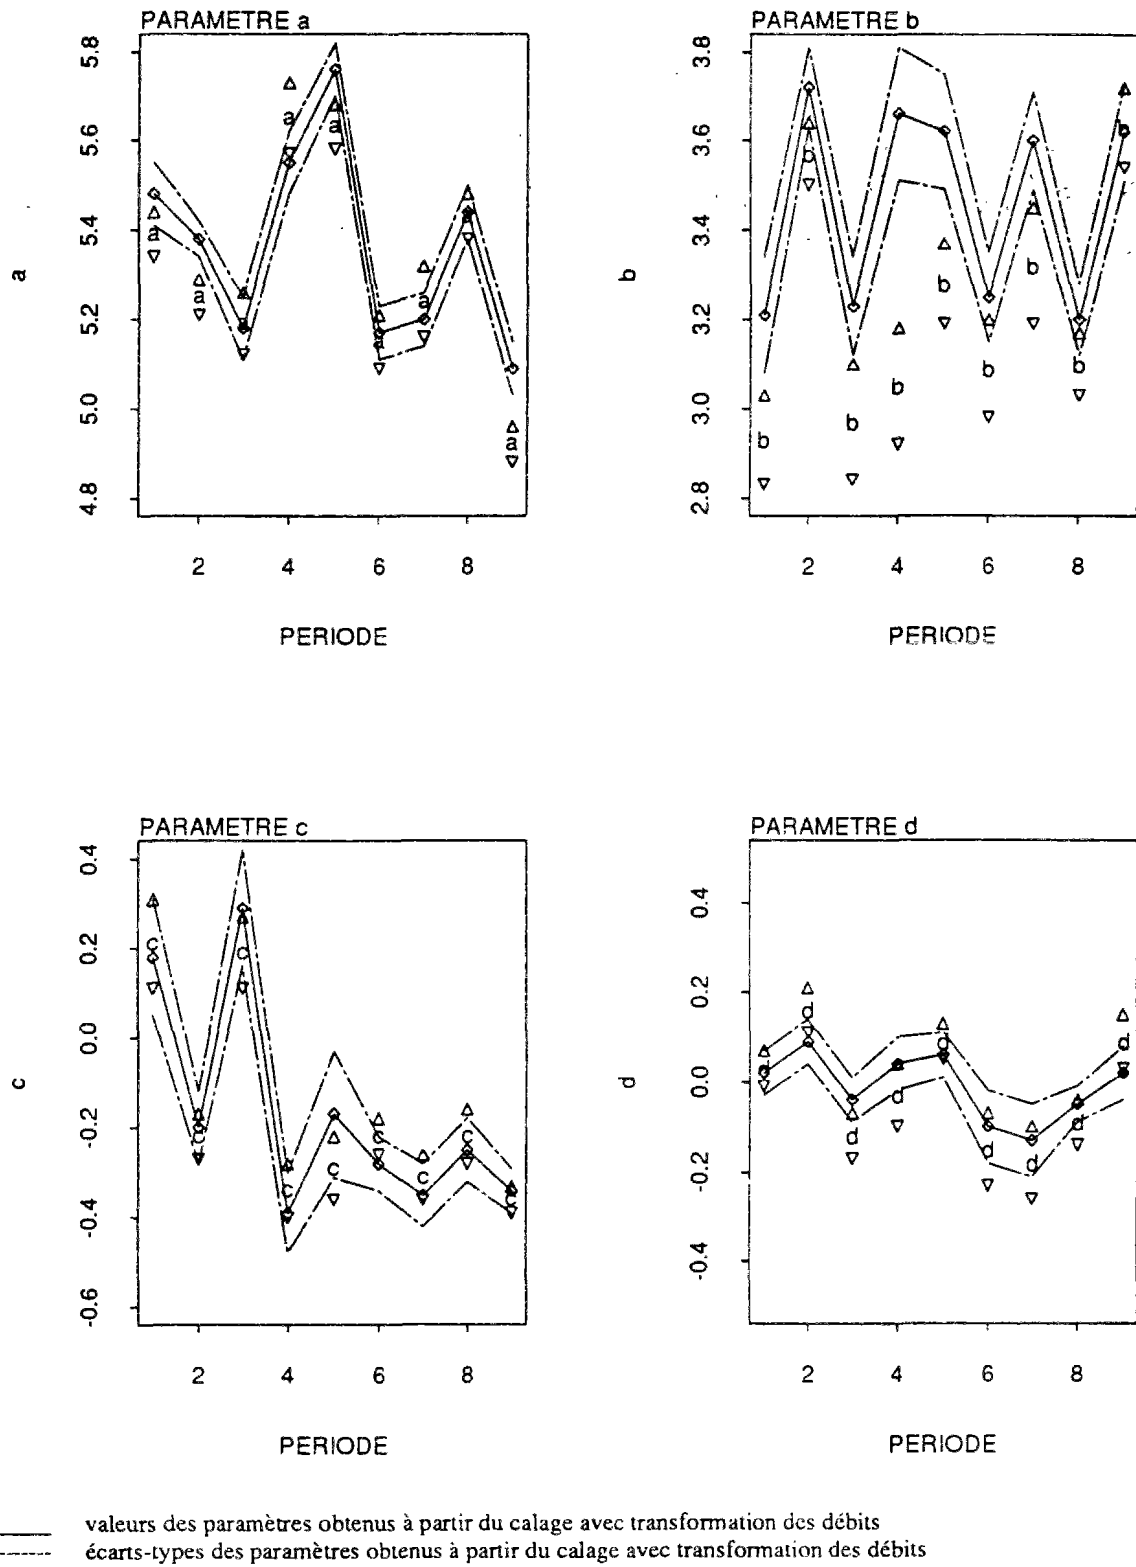 PARAMETRE a
PARAMETRE b
5.8
5.6
5.4
5.2
5.0
4.8
a
a
a
a
a
a
a
a
2 4 6 8
PERIODE
3.8
3.6
3.4
3.2
3.0
2.8
b
b
b
b
b
b
b
b
b
b
2 4 6 8
PERIODE
PARAMETRE c
PARAMETRE d
0.4
0.2
0.0
-0.2
-0.4
-0.6
c
c
c
c
c
c
c
c
c
c
2 4 6 8
PERIODE
0.4
0.2
0.0
-0.2
-0.4
d
d
d
d
d
d
d
d
d
d
2 4 6 8
PERIODE
valeurs des paramètres obtenus à partir du calage avec transformation des débits
écarts-types des paramètres obtenus à partir du calage avec transformation des débits